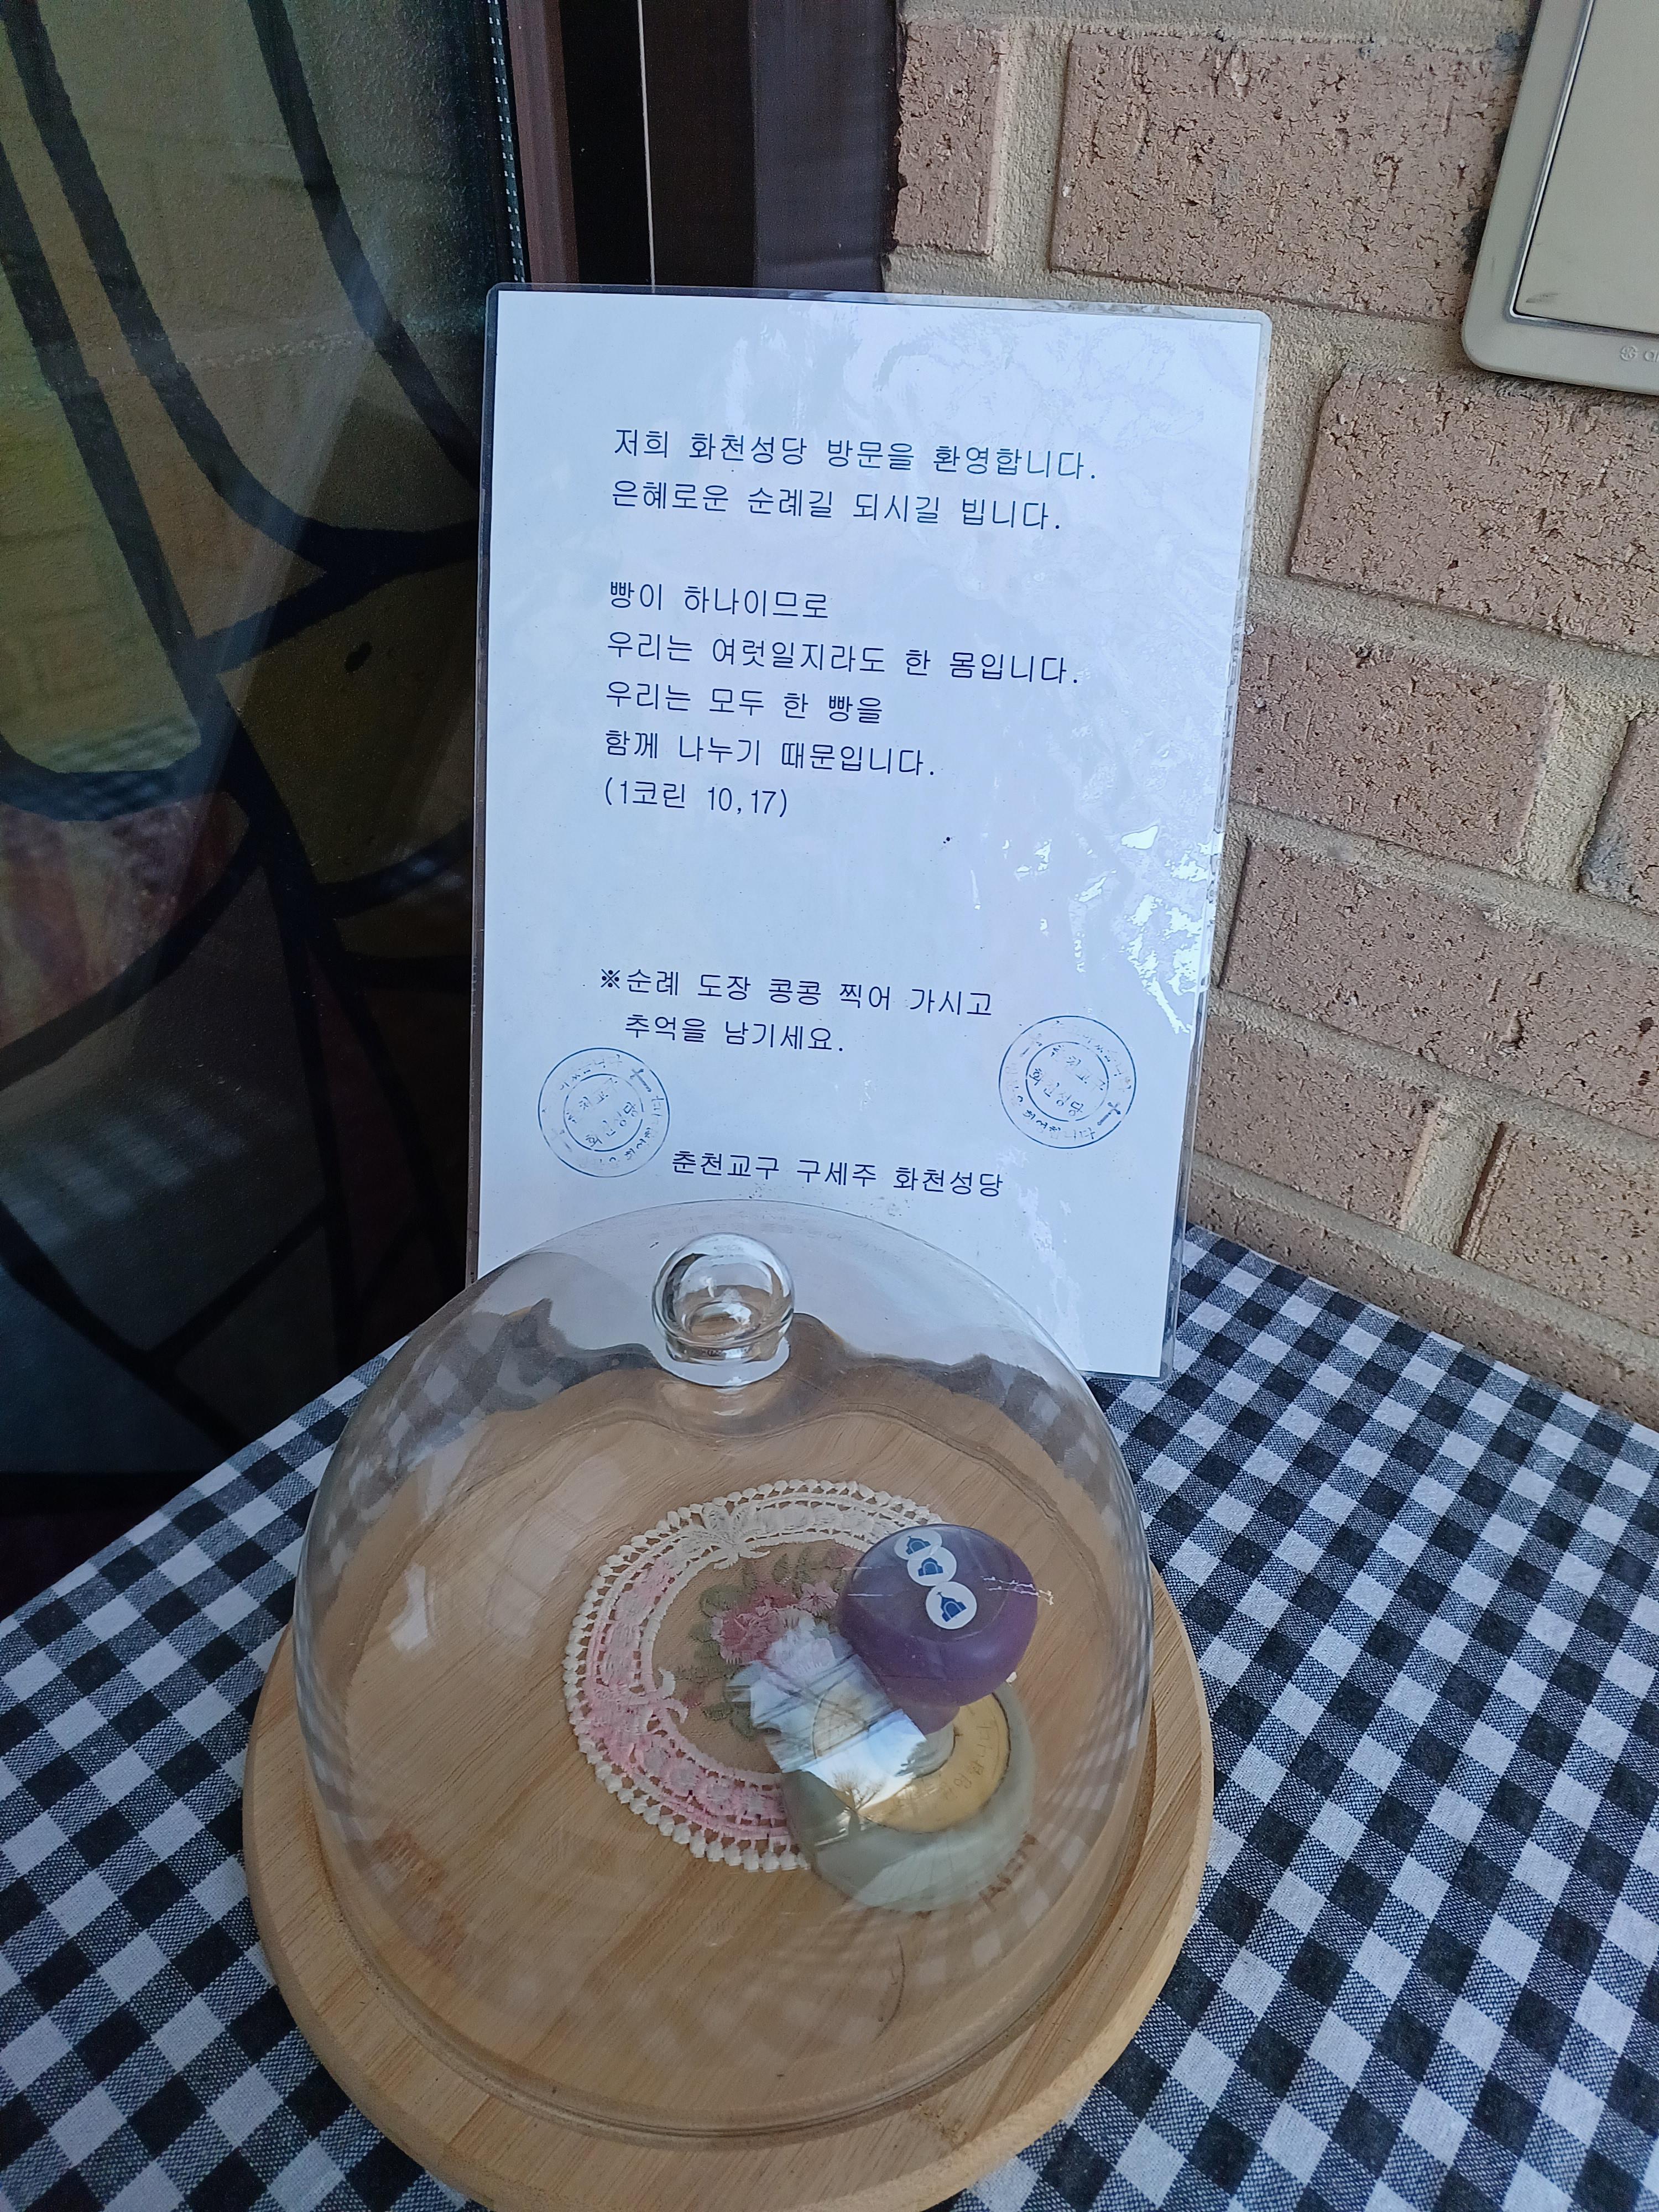 저희 화천성당 방문을 환영합니다.
은혜로운 순례길 되시길 빕니다.
빵이 하나이므로
우리는 여럿일지라도 한 몸입니다.
우리는 모두 한 빵을
함께 나누기 때문입니다.
(1코린 10,17)
※순례 도장 콩콩 찍어 가시고
추억을 남기세요.
화천성당
춘천교구 구세주 화천성당